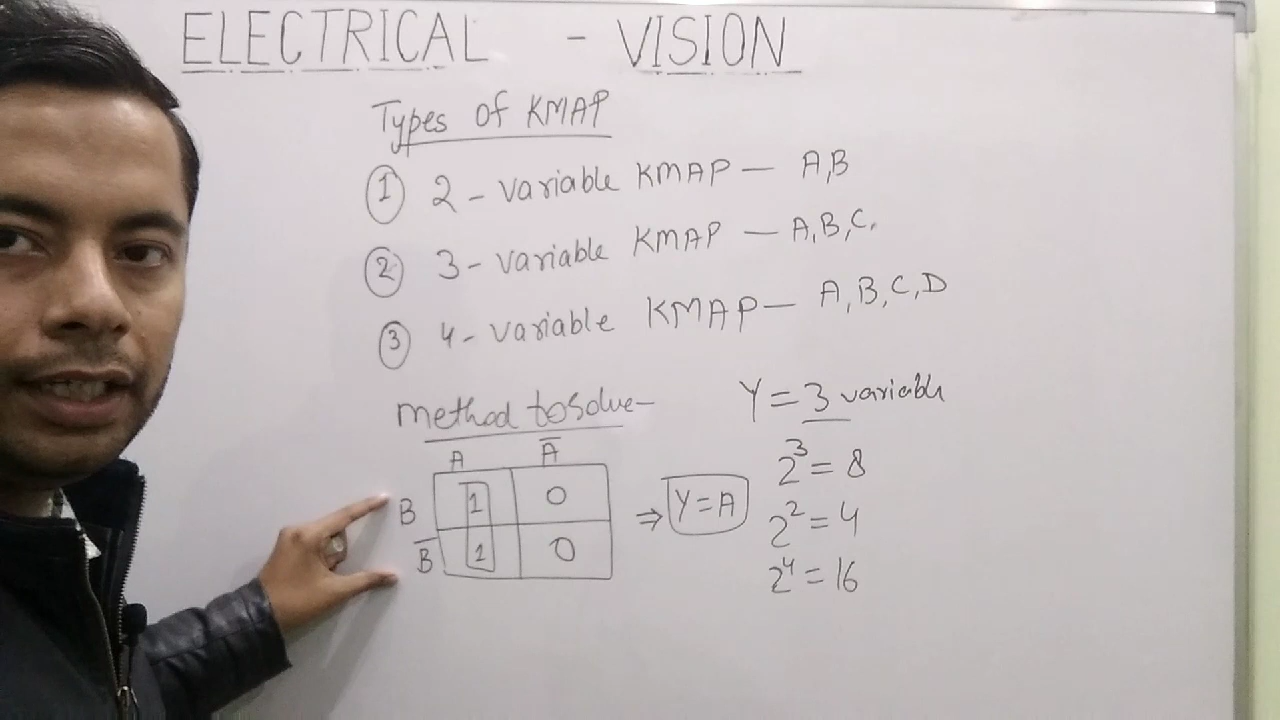 ELECTRICAL - VISION
Types of KMAP
① 2 - variable KMAP — A,B
② 3 - variable KMAP — A,B,C.
③ 4 - variable KMAP — A,B,C,D
method to solve -
Y = 3 variable
2³ = 8
2² = 4
2⁴ = 16
A A̅
B 1 0
B̅ 1 0
⇒ Y = A